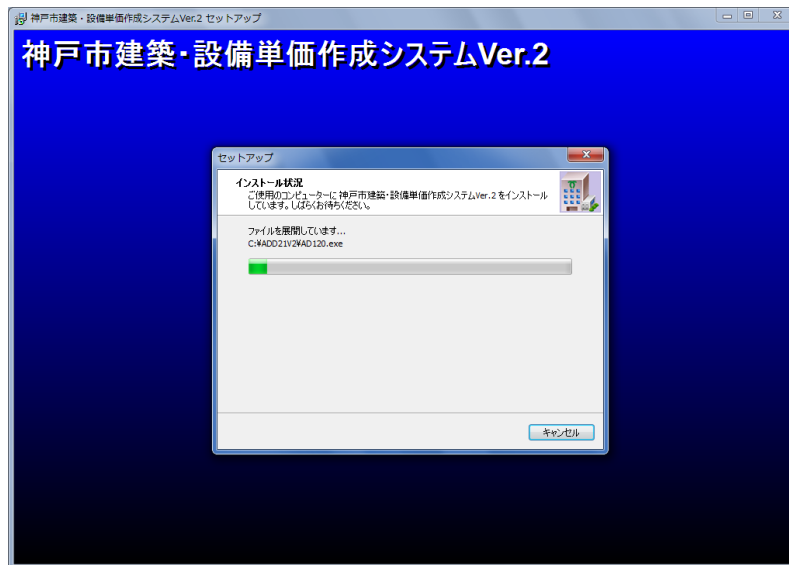 神戸市建築・設備単価作成システムVer.2 セットアップ
神戸市建築・設備単価作成システムVer.2
セットアップ
インストール状況
ご使用のコンピューターに 神戸市建築・設備単価作成システムVer.2 をインストール
しています。しばらくお待ちください。
ファイルを展開しています...
C:¥ADD21V2¥AD120.exe
キャンセル